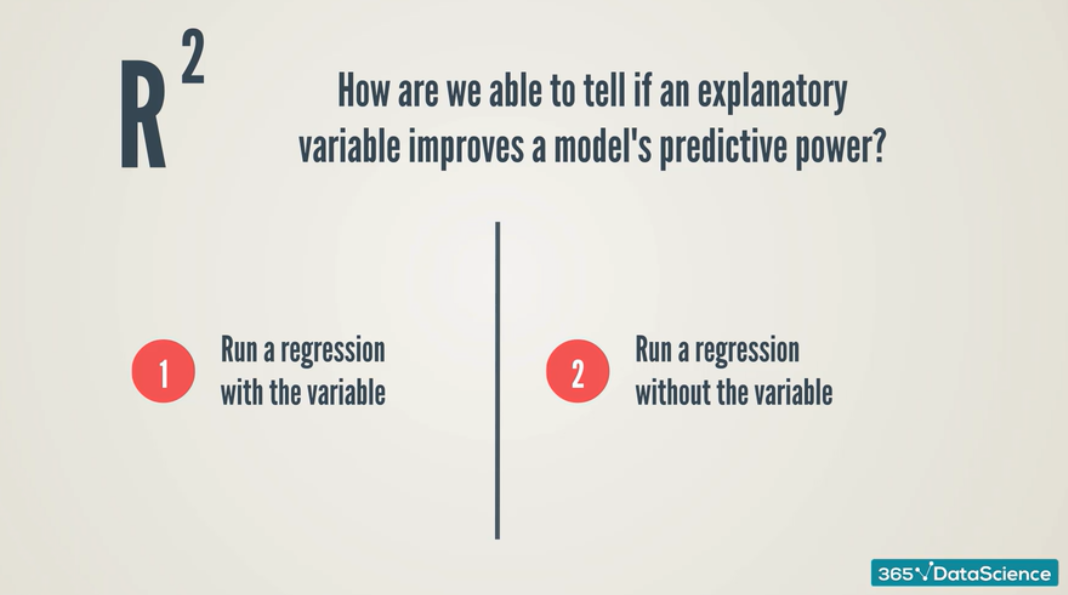 R²
How are we able to tell if an explanatory
variable improves a model's predictive power?
1
Run a regression
with the variable
2
Run a regression
without the variable
365 DataScience